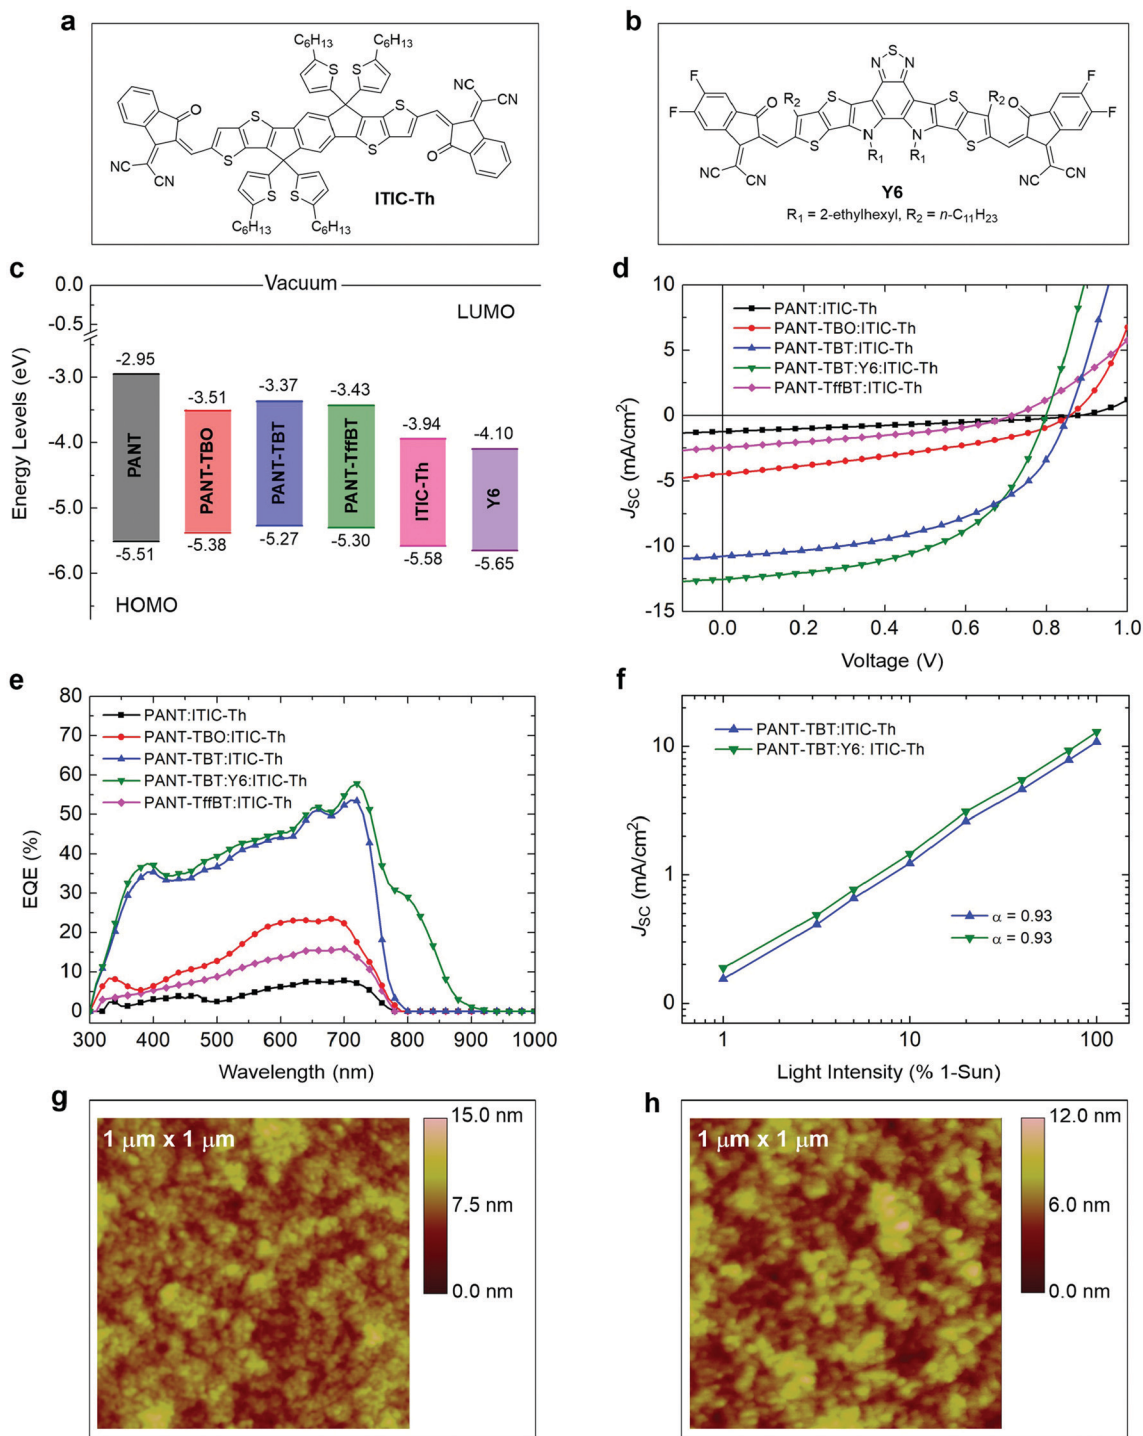 a
C6H13
C6H13
S
S
S
S
NC
CN
O
S
S
S
S
O
CN
NC
S
S
C6H13
C6H13
ITIC-Th
b
S
N
N
F
F
O
R2
S
S
S
S
R2
O
F
F
N
N
R1
R1
NC
CN
NC
CN
Y6
R1 = 2-ethylhexyl, R2 = n-C11H23
c
Vacuum
LUMO
0.0
-0.5
-3.0
-4.0
-5.0
-6.0
Energy Levels (eV)
-2.95
-3.51
-3.37
-3.43
-3.94
-4.10
PANT
PANT-TBO
PANT-TBT
PANT-TffBT
ITIC-Th
Y6
-5.51
-5.38
-5.27
-5.30
-5.58
-5.65
HOMO
d
PANT:ITIC-Th
PANT-TBO:ITIC-Th
PANT-TBT:ITIC-Th
PANT-TBT:Y6:ITIC-Th
PANT-TffBT:ITIC-Th
10
5
0
-5
-10
-15
JSC (mA/cm2)
0.0 0.2 0.4 0.6 0.8 1.0
Voltage (V)
e
PANT:ITIC-Th
PANT-TBO:ITIC-Th
PANT-TBT:ITIC-Th
PANT-TBT:Y6:ITIC-Th
PANT-TffBT:ITIC-Th
80
70
60
50
40
30
20
10
0
EQE (%)
300 400 500 600 700 800 900 1000
Wavelength (nm)
f
PANT-TBT:ITIC-Th
PANT-TBT:Y6: ITIC-Th
10
1
0
JSC (mA/cm2)
α = 0.93
α = 0.93
1 10 100
Light Intensity (% 1-Sun)
g
1 μm x 1 μm
15.0 nm
7.5 nm
0.0 nm
h
1 μm x 1 μm
12.0 nm
6.0 nm
0.0 nm